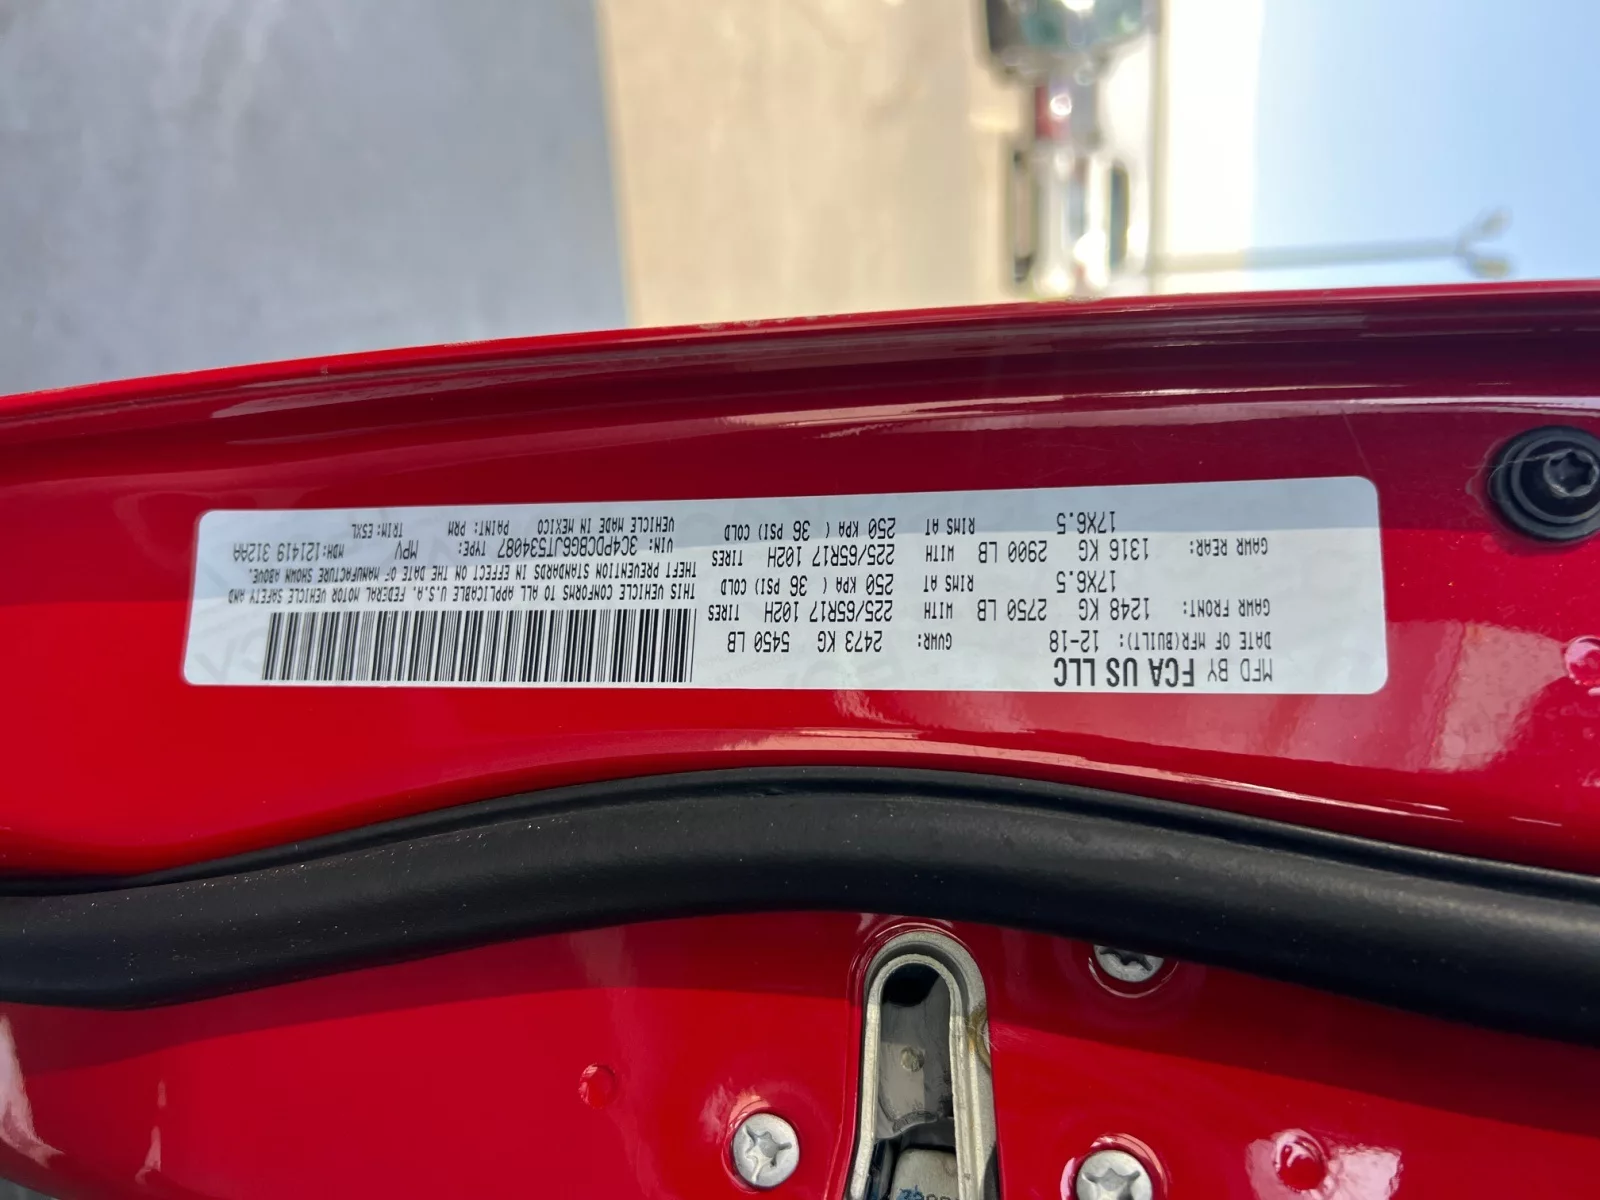 MFD BY FCA US LLC
DATE OF MFR(BUILT): 12-18 GVWR: 2473 KG 5450 LB
GAWR FRONT: 1248 KG 2750 LB WITH 225/65R17 102H TIRES
17X6.5 RIMS AT 250 KPA ( 36 PSI) COLD
GAWR REAR: 1316 KG 2900 LB WITH 225/65R17 102H TIRES
17X6.5 RIMS AT 250 KPA ( 36 PSI) COLD
THIS VEHICLE CONFORMS TO ALL APPLICABLE U.S.A. FEDERAL MOTOR VEHICLE SAFETY AND
THEFT PREVENTION STANDARDS IN EFFECT ON THE DATE OF MANUFACTURE SHOWN ABOVE.
VIN: 3C4PDCBG6JT534087 TYPE: MPV MDH:121419 312AA
VEHICLE MADE IN MEXICO PAINT: PRM TRIM: E5XL